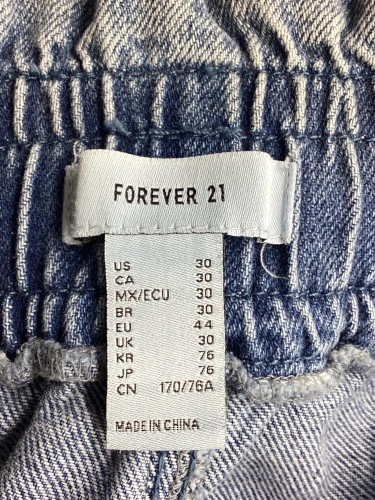 FOREVER 21
US 30
CA 30
MX/ECU 30
BR 30
EU 44
UK 30
KR 76
JP 76
CN 170/76A
MADE IN CHINA